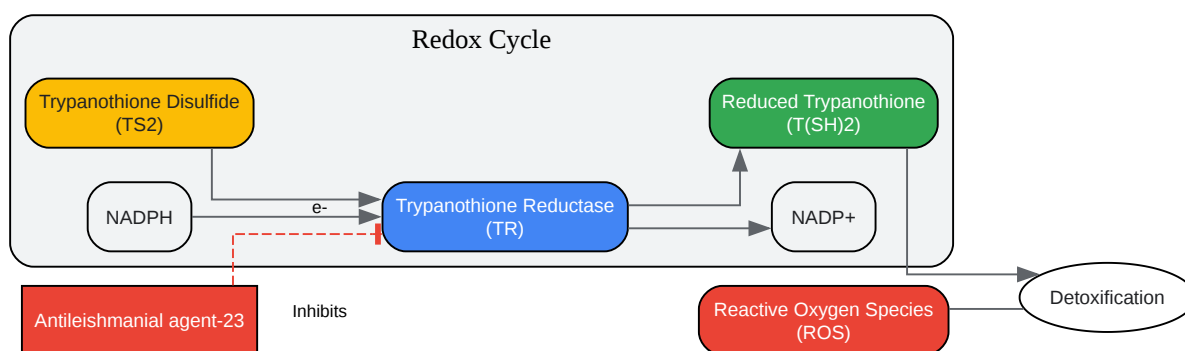 Redox Cycle
Trypanothione Disulfide
(TS2)
Reduced Trypanothione
(T(SH)2)
NADPH
e-
Trypanothione Reductase
(TR)
NADP+
Antileishmanial agent-23
Inhibits
Reactive Oxygen Species
(ROS)
Detoxification